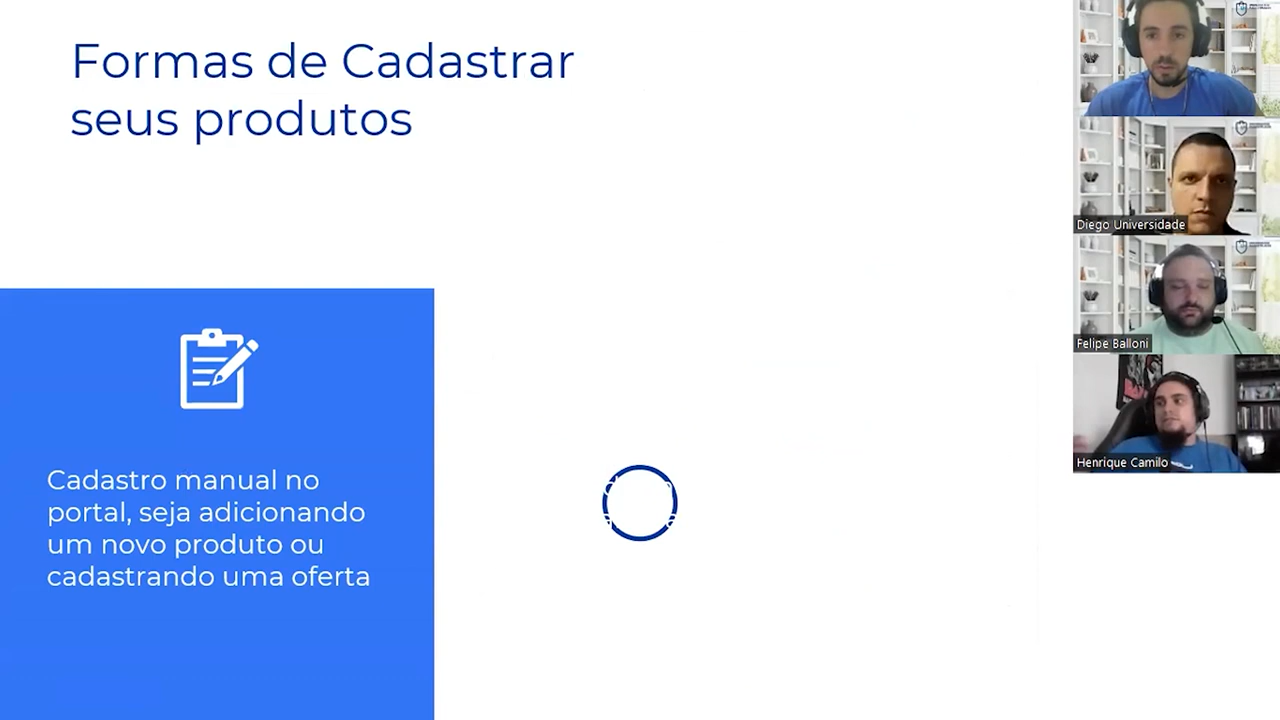 Formas de Cadastrar
seus produtos
Cadastro manual no
portal, seja adicionando
um novo produto ou
cadastrando uma oferta
Diego Universidade
Felipe Balloni
Henrique Camilo